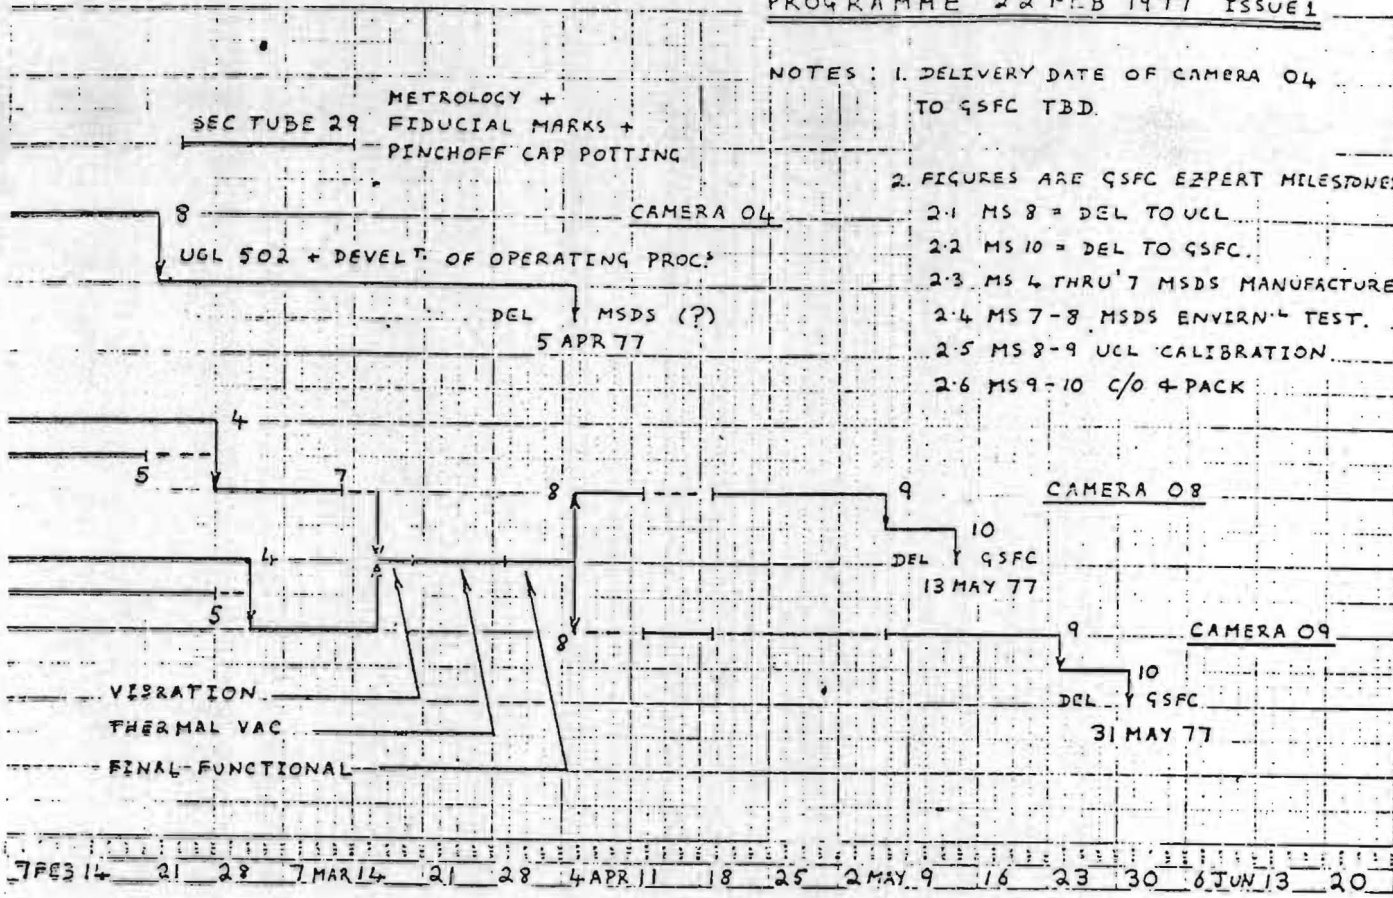 PROGRAMME 22 FEB 1977 ISSUE 1
NOTES : 1. DELIVERY DATE OF CAMERA 04
TO GSFC TBD.
METROLOGY +
SEC TUBE 29 FIDUCIAL MARKS +
PINCHOFF CAP POTTING
2. FIGURES ARE GSFC EXPERT MILESTONES
8
CAMERA 04
2.1 MS 8 = DEL TO UCL
UCL 502 + DEVELT. OF OPERATING PROCS
2.2 MS 10 = DEL TO GSFC.
2.3 MS 4 THRU' 7 MSDS MANUFACTURE
DEL MSDS (?)
5 APR 77
2.4 MS 7-8 MSDS ENVIRN.L TEST.
2.5 MS 8-9 UCL CALIBRATION
2.6 MS 9-10 C/O & PACK
4
5
7
8
9
CAMERA 08
10
DEL GSFC
13 MAY 77
4
5
8
9
CAMERA 09
10
DEL GSFC
31 MAY 77
VIBRATION
THERMAL VAC
FINAL FUNCTIONAL
7 FEB 14 21 28 7 MAR 14 21 28 4 APR 11 18 25 2 MAY 9 16 23 30 6 JUN 13 20